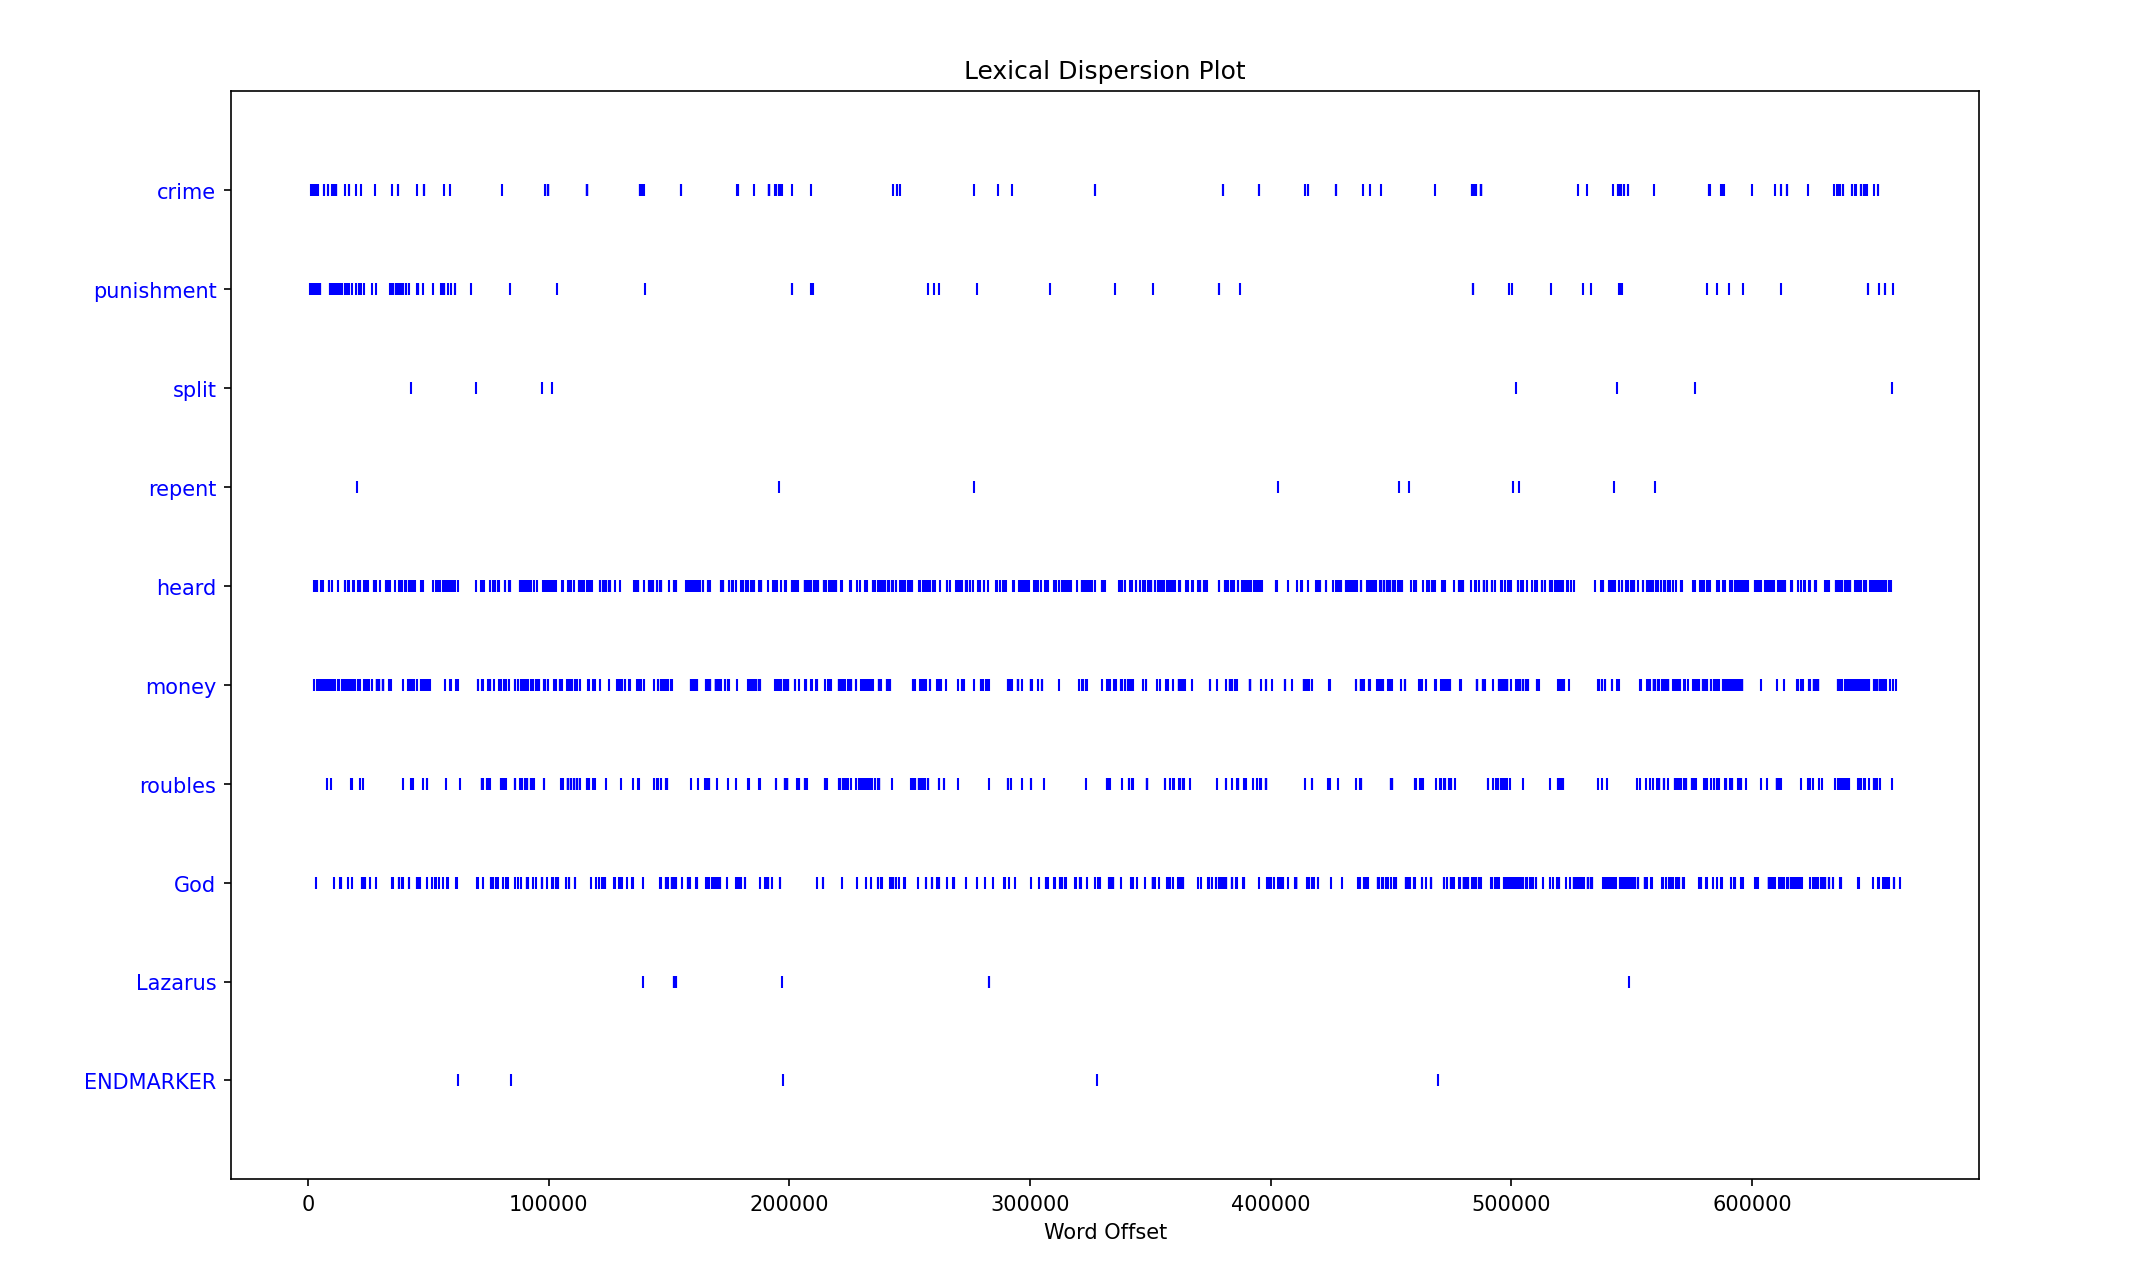 Lexical Dispersion Plot
crime
punishment
split
repent
heard
money
roubles
God
Lazarus
ENDMARKER
0 100000 200000 300000 400000 500000 600000
Word Offset